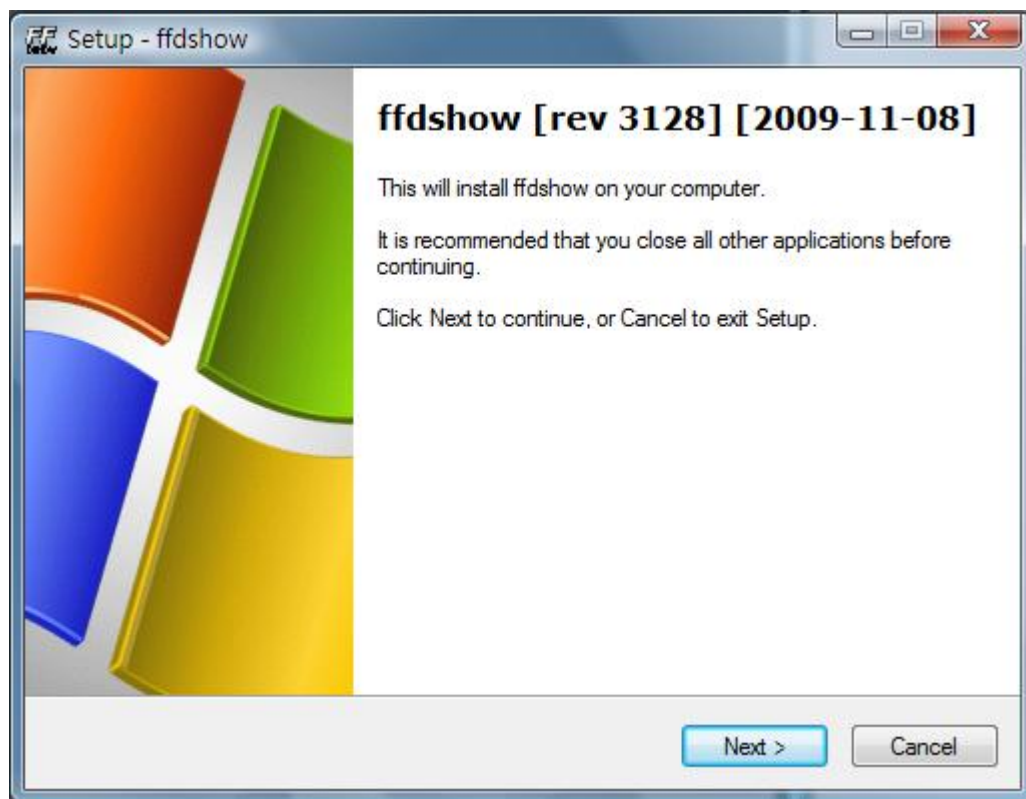 Setup - ffdshow
ffdshow [rev 3128] [2009-11-08]
This will install ffdshow on your computer.
It is recommended that you close all other applications before
continuing.
Click Next to continue, or Cancel to exit Setup.
Next >
Cancel